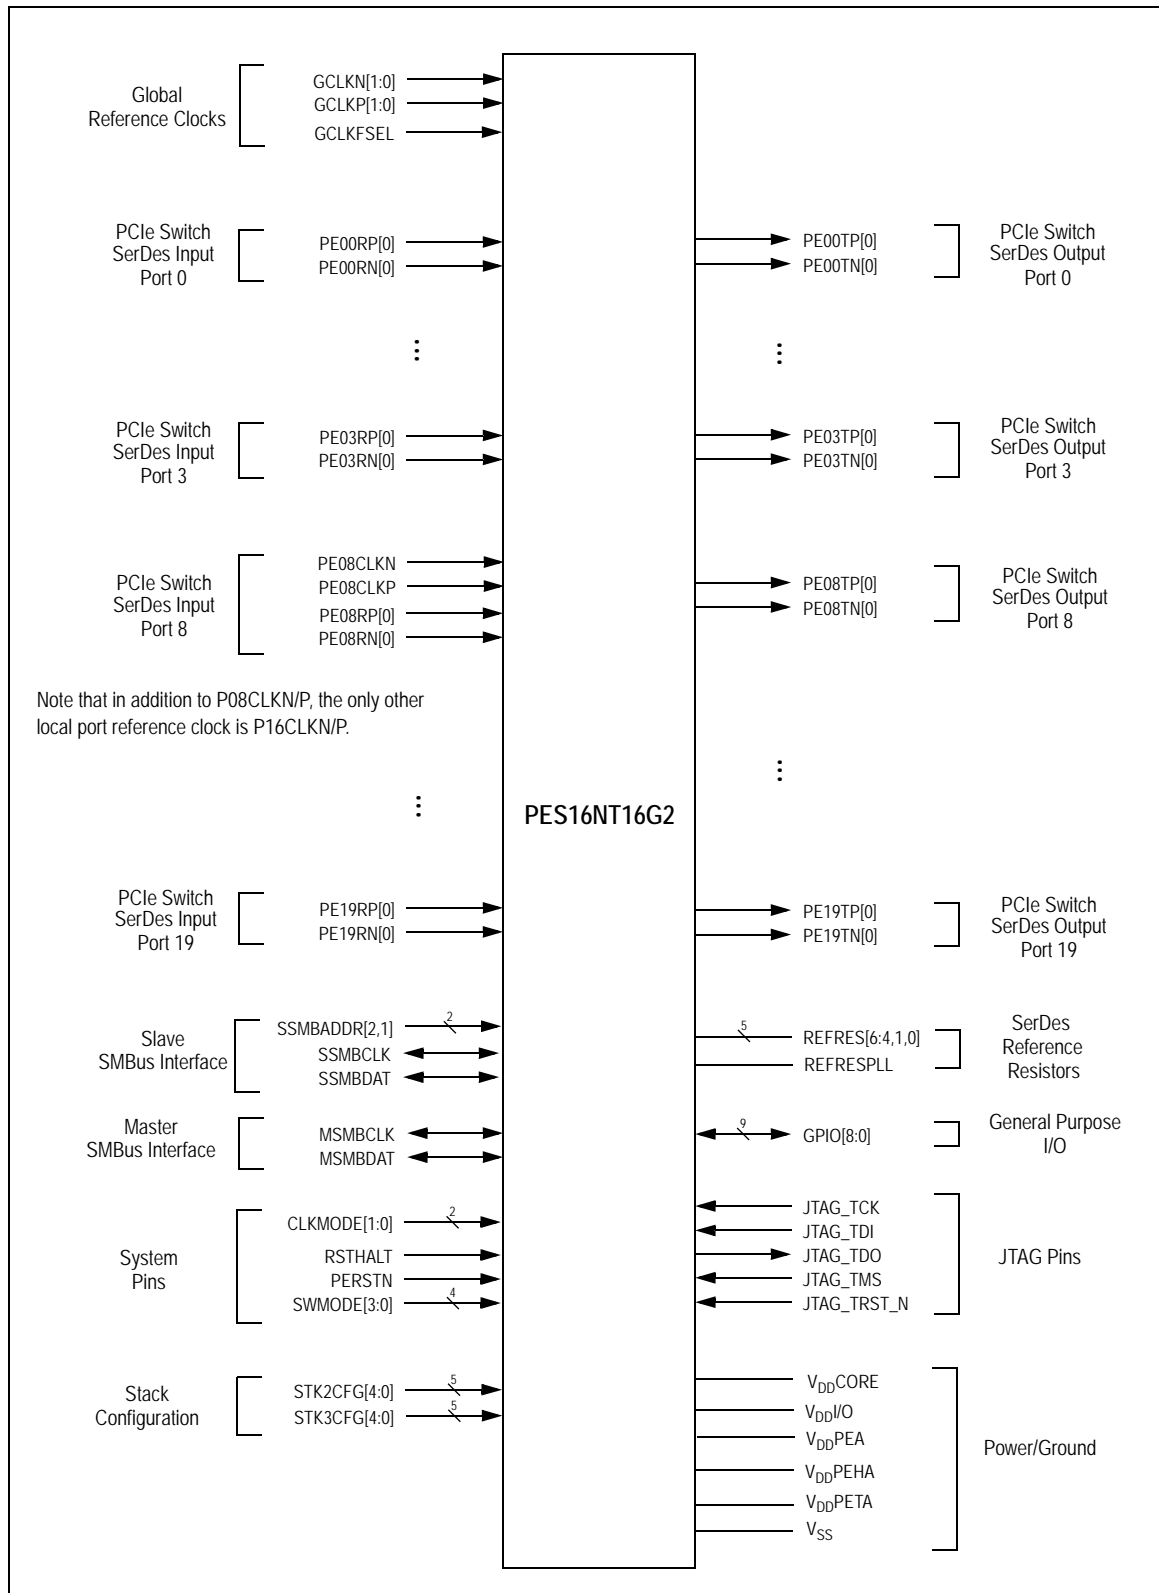 Global
Reference Clocks
GCLKN[1:0]
GCLKP[1:0]
GCLKFSEL
PCIe Switch
SerDes Input
Port 0
PE00RP[0]
PE00RN[0]
PE00TP[0]
PE00TN[0]
PCIe Switch
SerDes Output
Port 0
PCIe Switch
SerDes Input
Port 3
PE03RP[0]
PE03RN[0]
PE03TP[0]
PE03TN[0]
PCIe Switch
SerDes Output
Port 3
PCIe Switch
SerDes Input
Port 8
PE08CLKN
PE08CLKP
PE08RP[0]
PE08RN[0]
PE08TP[0]
PE08TN[0]
PCIe Switch
SerDes Output
Port 8
Note that in addition to P08CLKN/P, the only other
local port reference clock is P16CLKN/P.
PES16NT16G2
PCIe Switch
SerDes Input
Port 19
PE19RP[0]
PE19RN[0]
PE19TP[0]
PE19TN[0]
PCIe Switch
SerDes Output
Port 19
Slave
SMBus Interface
SSMBADDR[2,1] 2
SSMBCLK
SSMBDAT
5 REFRES[6:4,1,0]
REFRESPLL
SerDes
Reference
Resistors
Master
SMBus Interface
MSMBCLK
MSMBDAT
9 GPIO[8:0]
General Purpose
I/O
System
Pins
CLKMODE[1:0] 2
RSTHALT
PERSTN
SWMODE[3:0] 4
JTAG_TCK
JTAG_TDI
JTAG_TDO
JTAG_TMS
JTAG_TRST_N
JTAG Pins
Stack
Configuration
STK2CFG[4:0] 5
STK3CFG[4:0] 5
VDDCORE
VDDI/O
VDDPEA
VDDPEHA
VDDPETA
VSS
Power/Ground